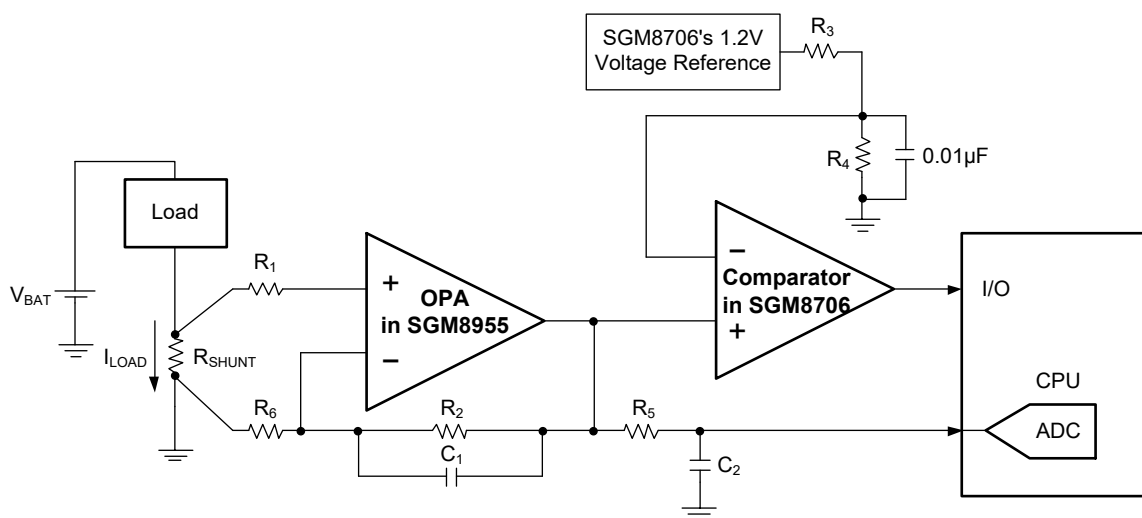 SGM8706's 1.2V
Voltage Reference
R3
R4
0.01µF
Load
VBAT
ILOAD
RSHUNT
R1
+
OPA
in SGM8955
−
R6
R2
C1
−
Comparator
in SGM8706
+
R5
C2
I/O
CPU
ADC